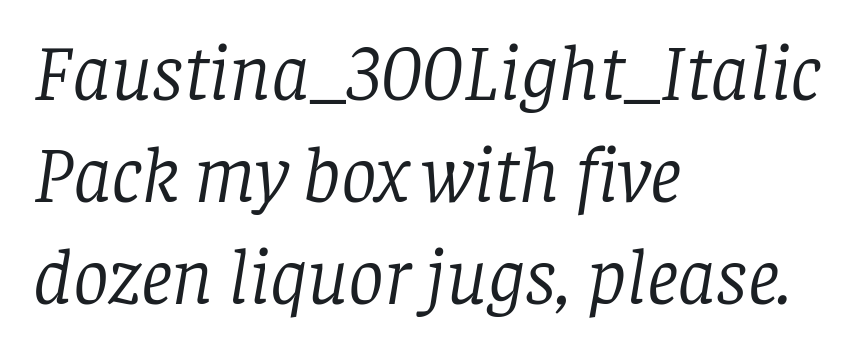 Faustina_300Light_Italic
Pack my box with five
dozen liquor jugs, please.